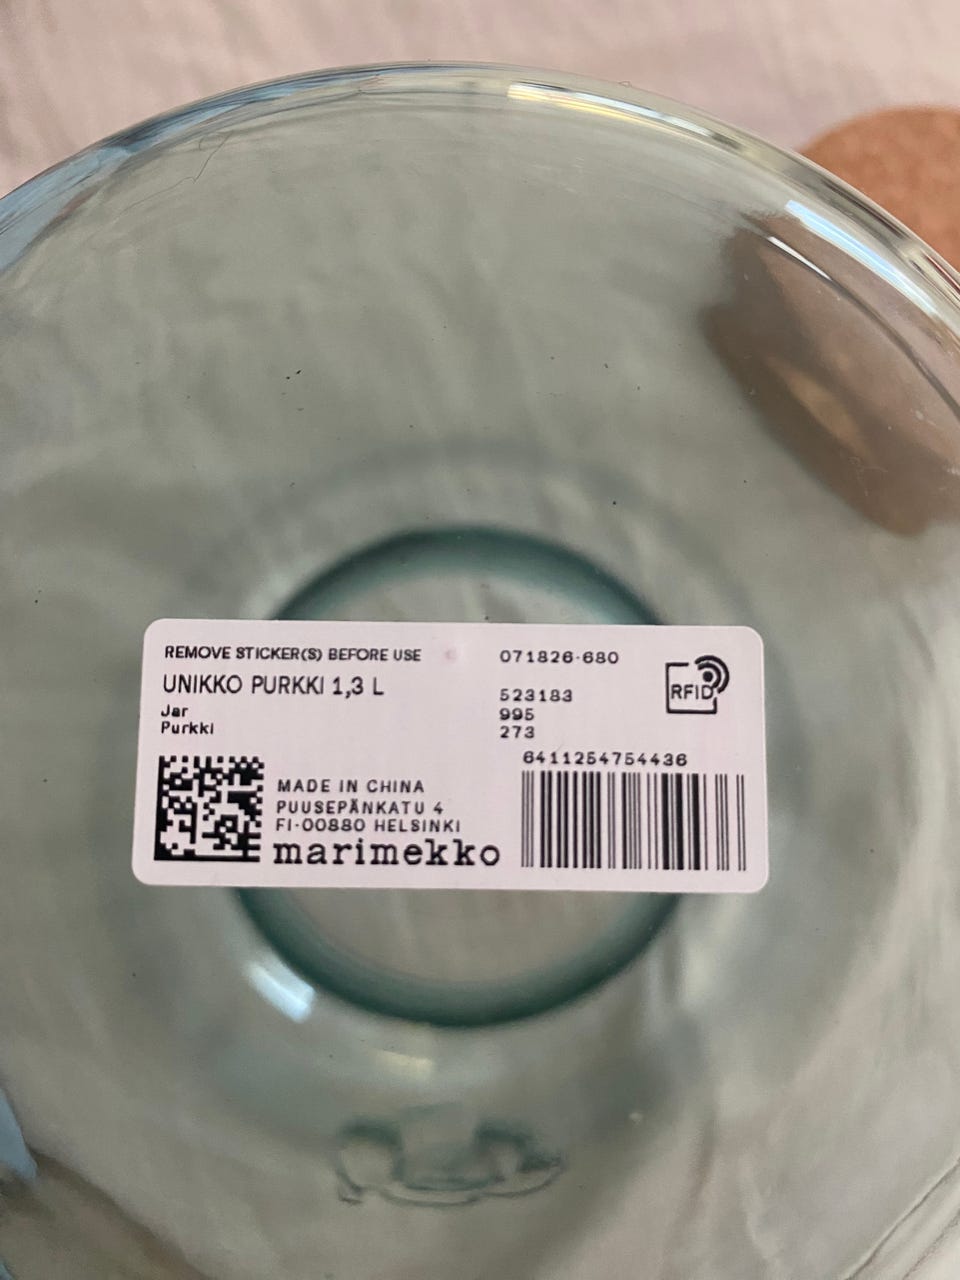 REMOVE STICKER(S) BEFORE USE
UNIKKO PURKKI 1,3 L
Jar
Purkki
071826-680
523183
995
273
RFID
6411254754436
MADE IN CHINA
PUUSEPÄNKATU 4
FI-00880 HELSINKI
marimekko